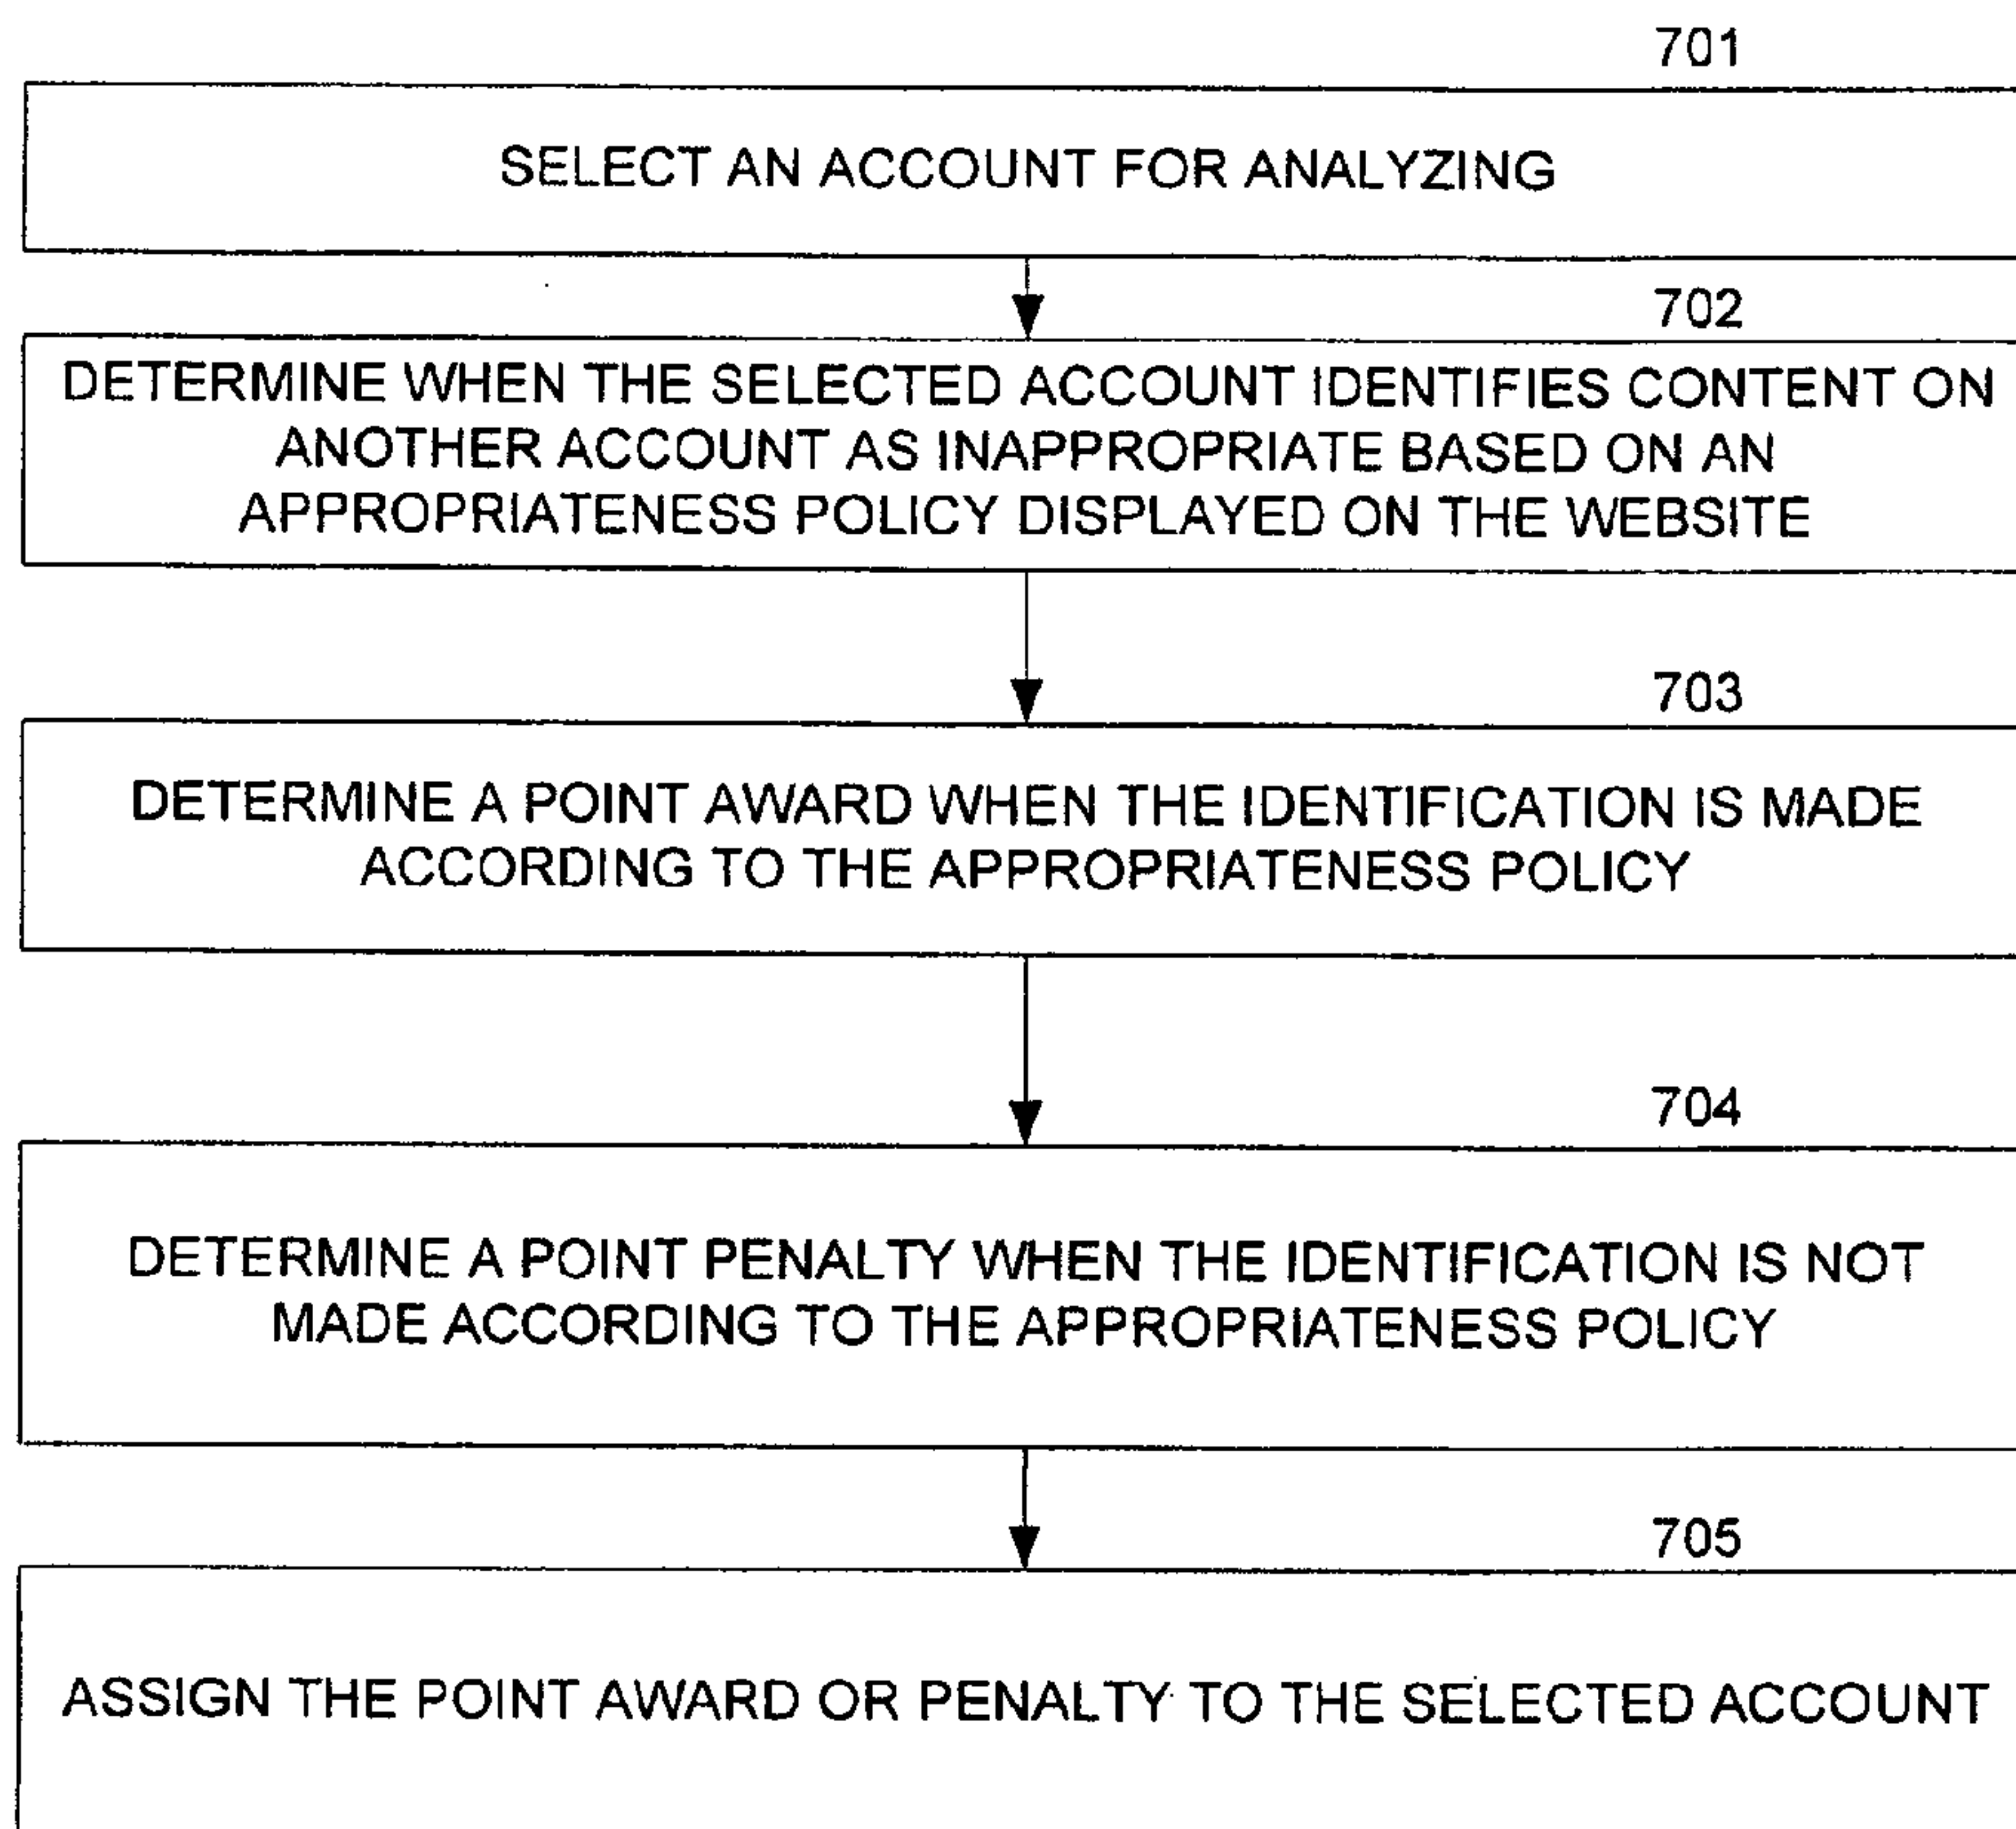 701
SELECT AN ACCOUNT FOR ANALYZING
702
DETERMINE WHEN THE SELECTED ACCOUNT IDENTIFIES CONTENT ON
ANOTHER ACCOUNT AS INAPPROPRIATE BASED ON AN
APPROPRIATENESS POLICY DISPLAYED ON THE WEBSITE
703
DETERMINE A POINT AWARD WHEN THE IDENTIFICATION IS MADE
ACCORDING TO THE APPROPRIATENESS POLICY
704
DETERMINE A POINT PENALTY WHEN THE IDENTIFICATION IS NOT
MADE ACCORDING TO THE APPROPRIATENESS POLICY
705
ASSIGN THE POINT AWARD OR PENALTY TO THE SELECTED ACCOUNT